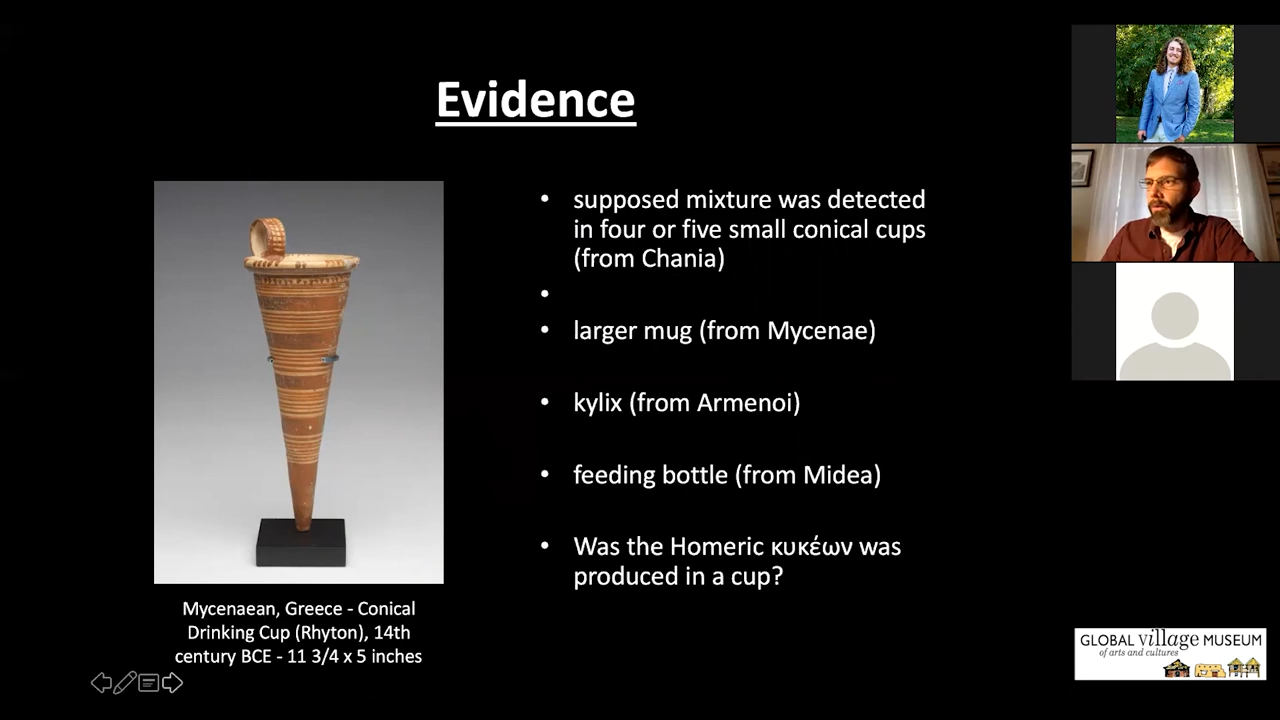 Evidence
supposed mixture was detected
in four or five small conical cups
(from Chania)
larger mug (from Mycenae)
kylix (from Armenoi)
feeding bottle (from Midea)
Was the Homeric κυκέων was
produced in a cup?
Mycenaean, Greece - Conical
Drinking Cup (Rhyton), 14th
century BCE - 11 3/4 x 5 inches
GLOBAL village MUSEUM
of arts and cultures